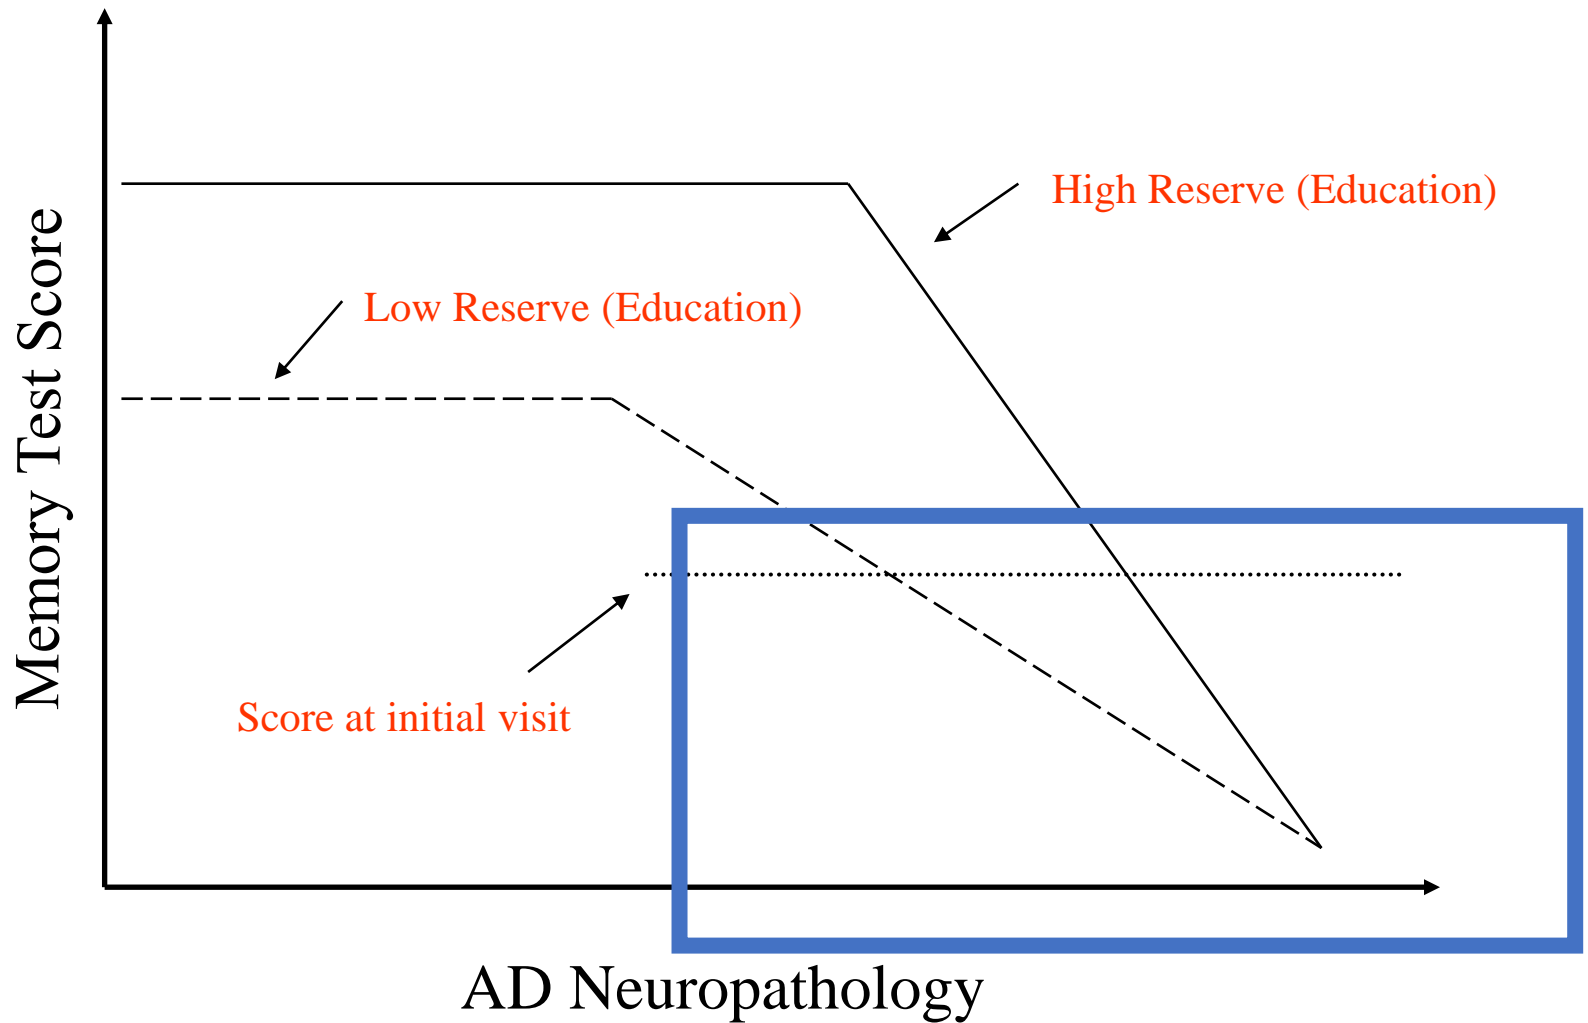 High Reserve (Education)
Low Reserve (Education)
Memory Test Score
Score at initial visit
AD Neuropathology